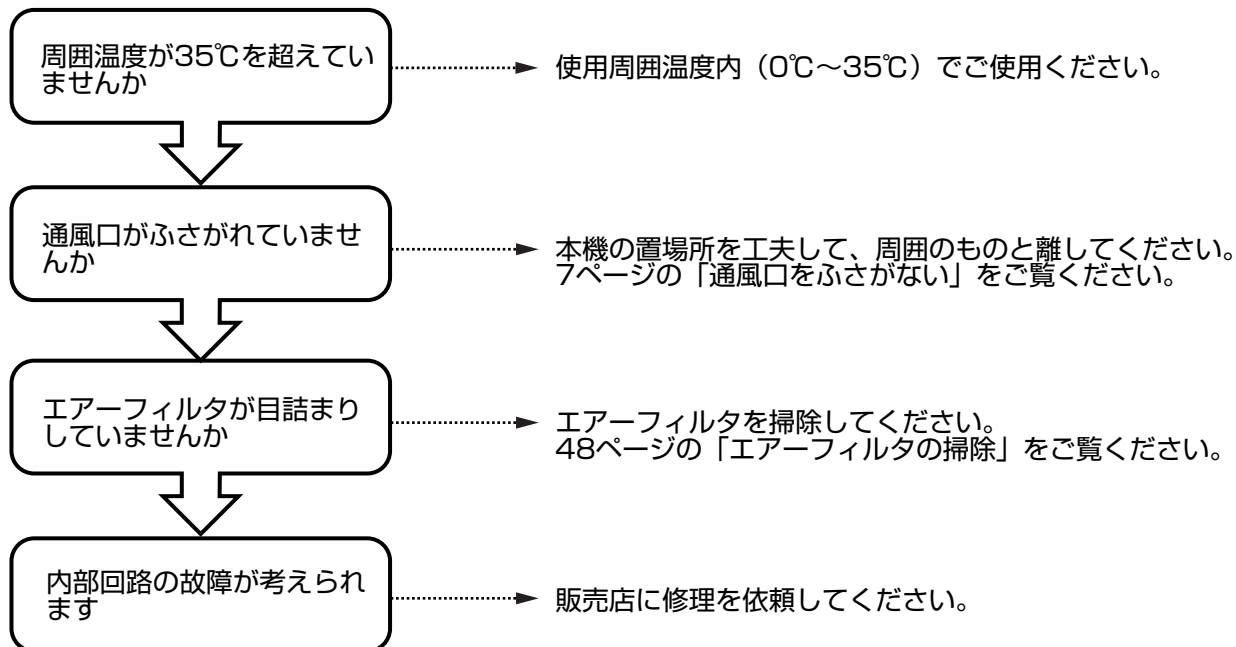 周囲温度が35℃を超えてい
ませんか
使用周囲温度内（0℃〜35℃）でご使用ください。
通風口がふさがれていませ
んか
本機の置場所を工夫して、周囲のものと離してください。
7ページの「通風口をふさがない」をご覧ください。
エアーフィルタが目詰まり
していませんか
エアーフィルタを掃除してください。
48ページの「エアーフィルタの掃除」をご覧ください。
内部回路の故障が考えられ
ます
販売店に修理を依頼してください。